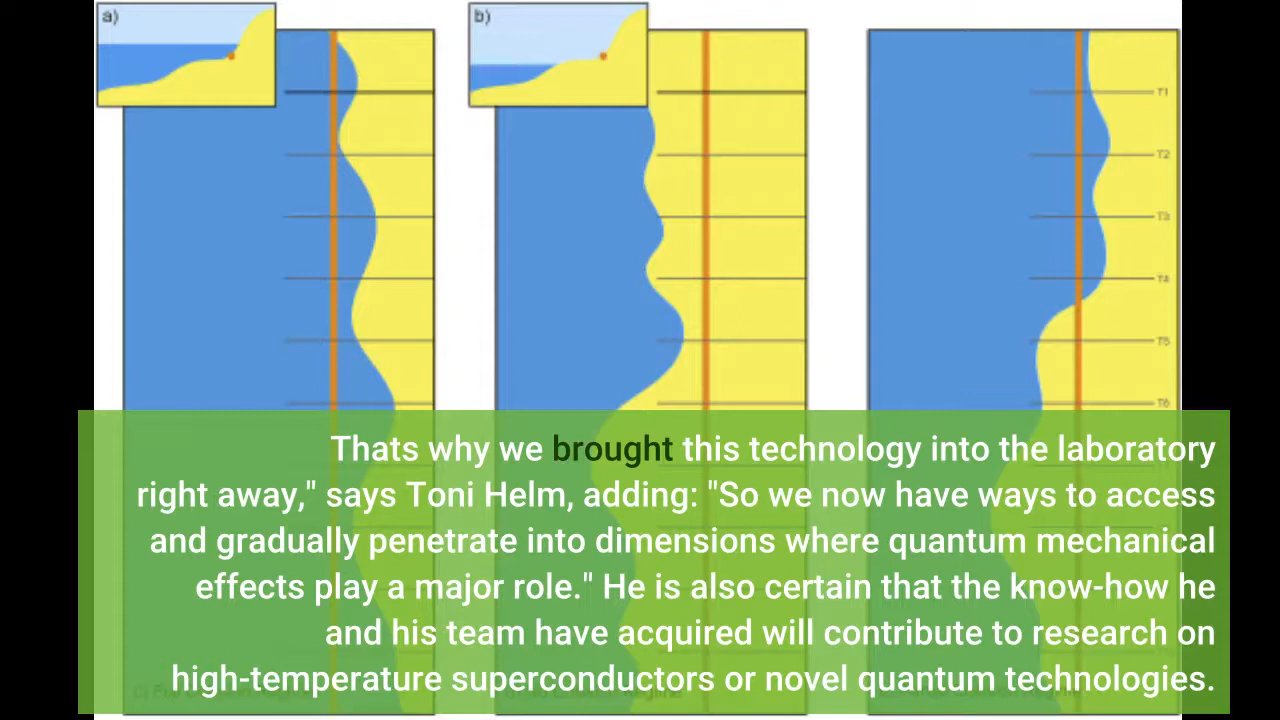 a)
b)
T1
T2
T3
T4
T5
T6
Thats why we brought this technology into the laboratory
right away," says Toni Helm, adding: "So we now have ways to access
and gradually penetrate into dimensions where quantum mechanical
effects play a major role." He is also certain that the know-how he
and his team have acquired will contribute to research on
high-temperature superconductors or novel quantum technologies.